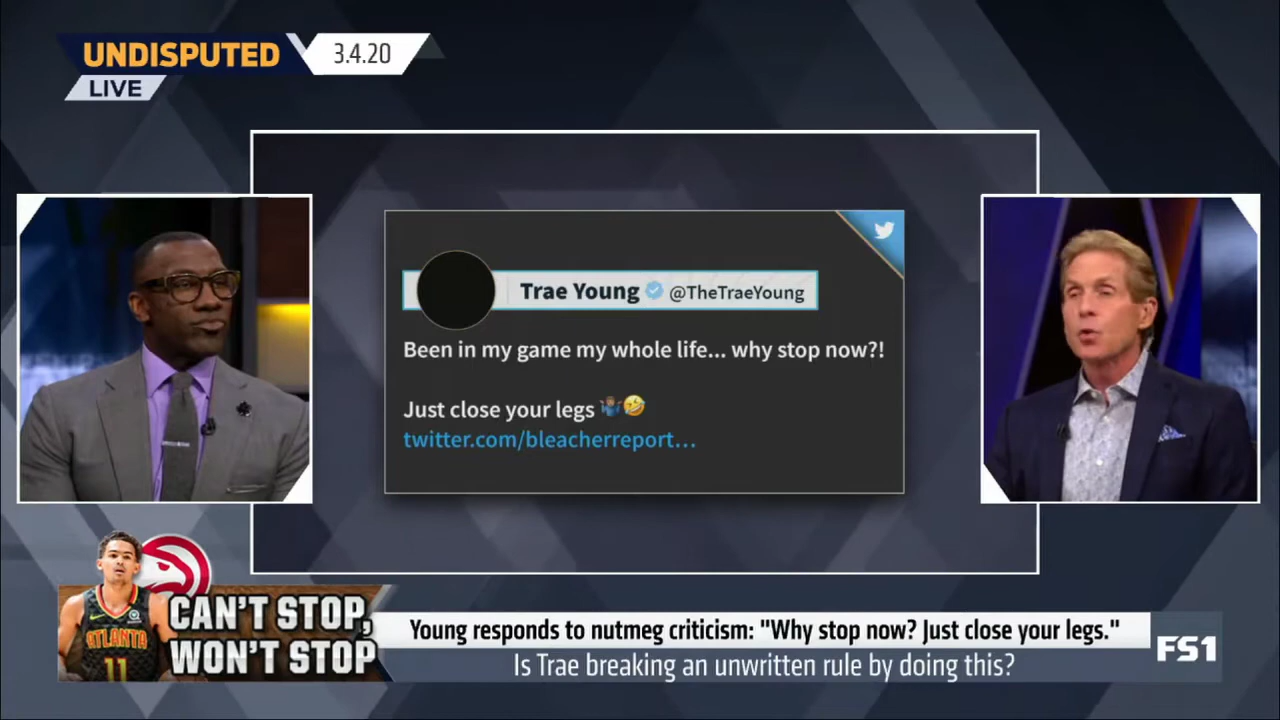 UNDISPUTED
3.4.20
LIVE
Trae Young @TheTraeYoung
Been in my game my whole life... why stop now?!
Just close your legs 🤷🏾‍♂️🤣
twitter.com/bleacherreport...
CAN'T STOP,
WON'T STOP
ATLANTA
11
Young responds to nutmeg criticism: "Why stop now? Just close your legs."
Is Trae breaking an unwritten rule by doing this?
FS1